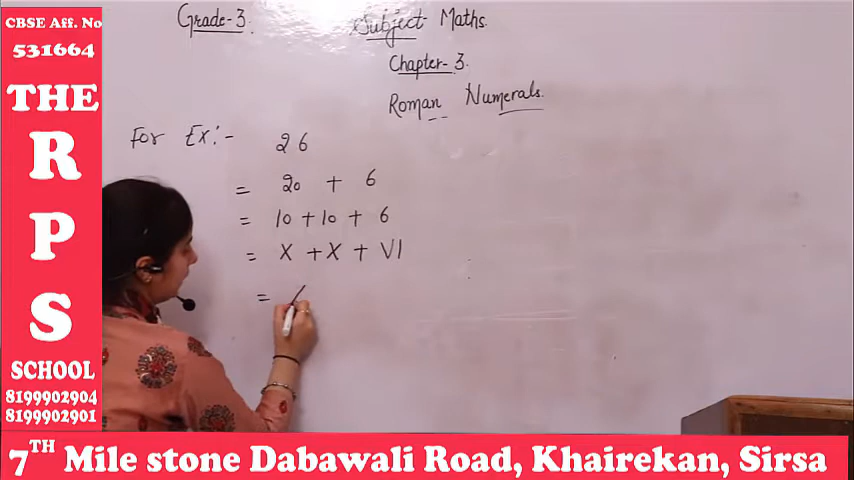 CBSE Aff. No
531664
THE
R
P
S
SCHOOL
8199902904
8199902901
Grade-3.
Subject- Maths.
Chapter- 3.
Roman Numerals.
For Ex:- 26
= 20 + 6
= 10 + 10 + 6
= X + X + VI
=
7TH Mile stone Dabawali Road, Khairekan, Sirsa